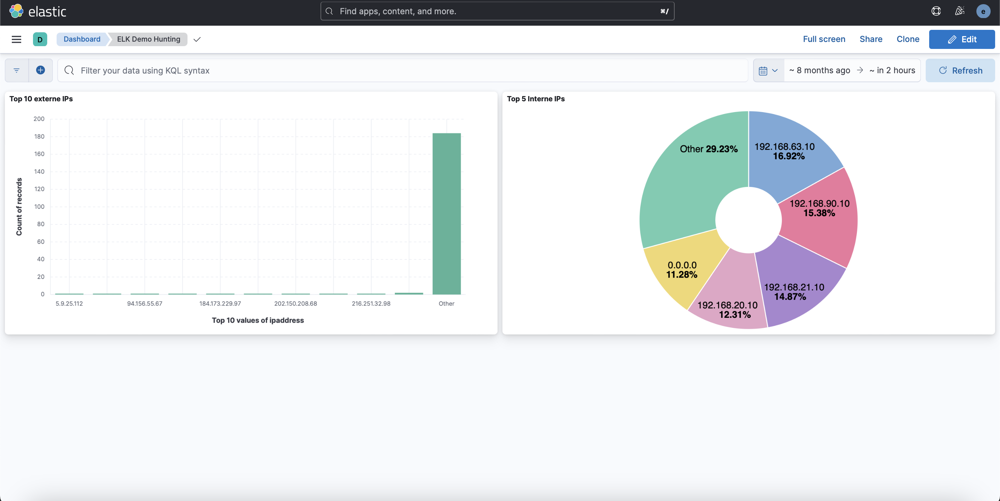 elastic
Find apps, content, and more.
⌘/
e
D
Dashboard
ELK Demo Hunting
Full screen
Share
Clone
Edit
Filter your data using KQL syntax
~ 8 months ago → ~ in 2 hours
Refresh
Top 10 externe IPs
200
180
160
140
120
100
80
60
40
20
0
Count of records
5.9.25.112
94.156.55.67
184.173.229.97
202.150.208.68
216.251.32.98
Other
Top 10 values of ipaddress
Top 5 Interne IPs
Other 29.23%
192.168.63.10
16.92%
192.168.90.10
15.38%
192.168.21.10
14.87%
192.168.20.10
12.31%
0.0.0.0
11.28%